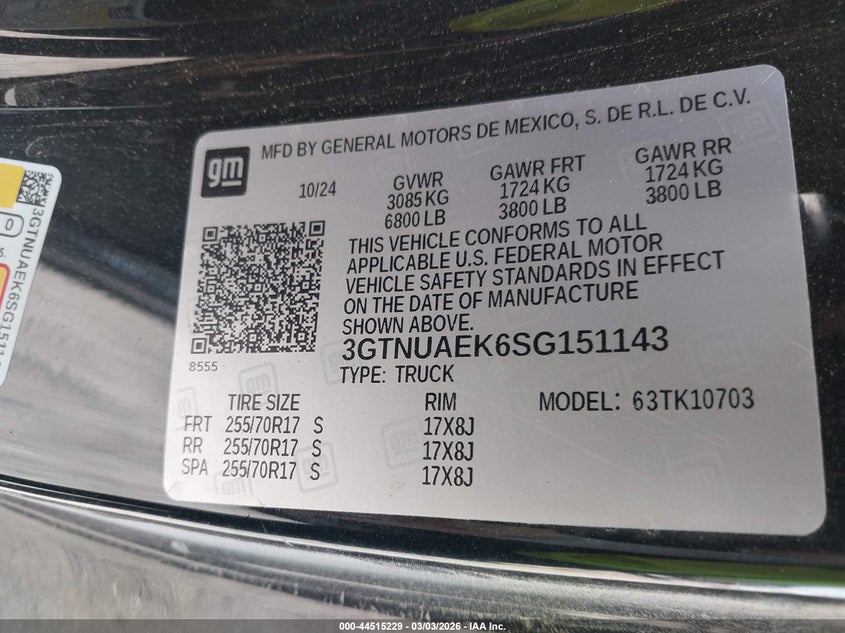 gm
MFD BY GENERAL MOTORS DE MEXICO, S. DE R.L. DE C.V.
10/24
GVWR
3085 KG
6800 LB
GAWR FRT
1724 KG
3800 LB
GAWR RR
1724 KG
3800 LB
THIS VEHICLE CONFORMS TO ALL
APPLICABLE U.S. FEDERAL MOTOR
VEHICLE SAFETY STANDARDS IN EFFECT
ON THE DATE OF MANUFACTURE
SHOWN ABOVE.
8555
3GTNUAEK6SG151143
TYPE: TRUCK
TIRE SIZE RIM MODEL: 63TK10703
FRT 255/70R17 S 17X8J
RR 255/70R17 S 17X8J
SPA 255/70R17 S 17X8J
000-44515229 - 03/03/2026 - IAA Inc.